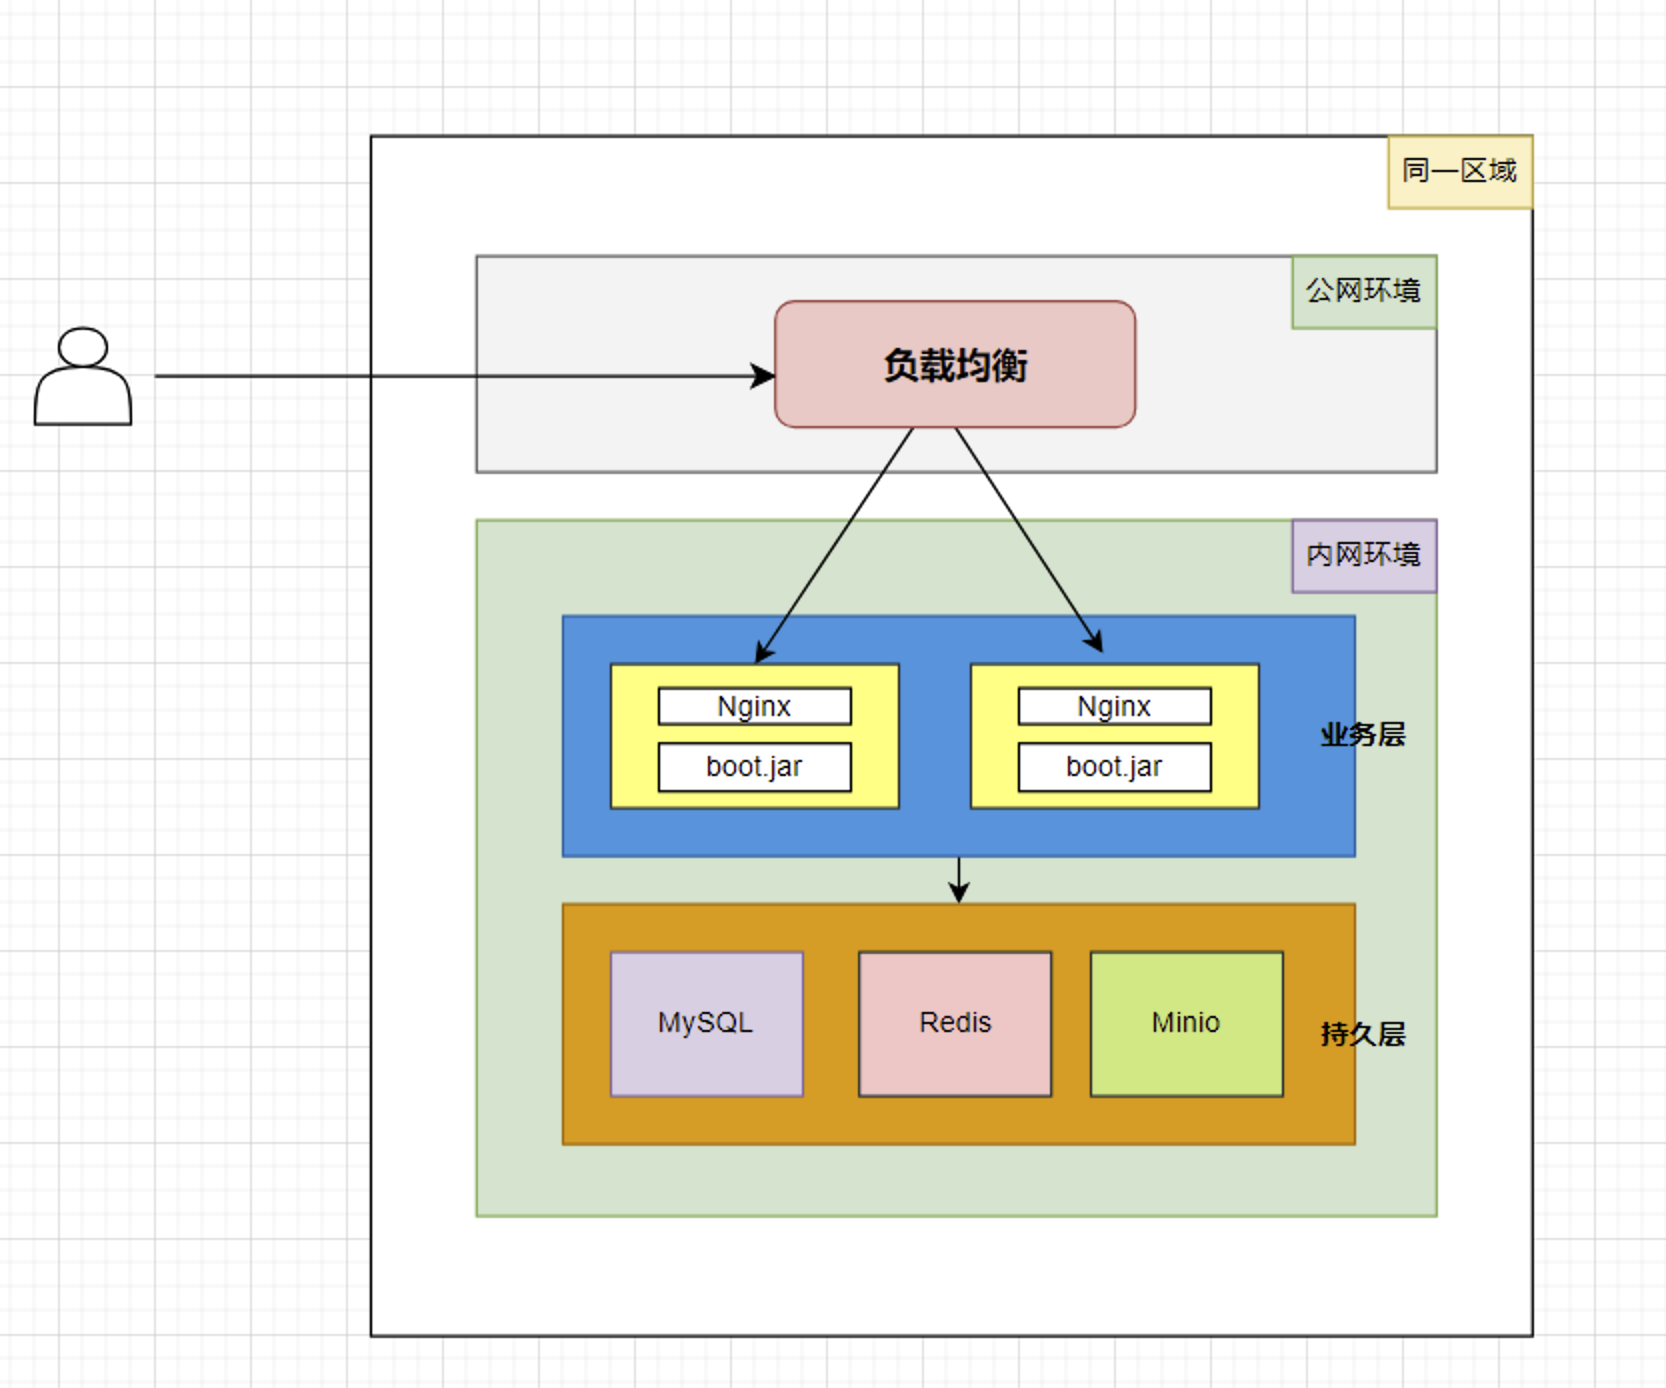 同一区域
公网环境
负载均衡
内网环境
Nginx
boot.jar
Nginx
boot.jar
业务层
MySQL
Redis
Minio
持久层